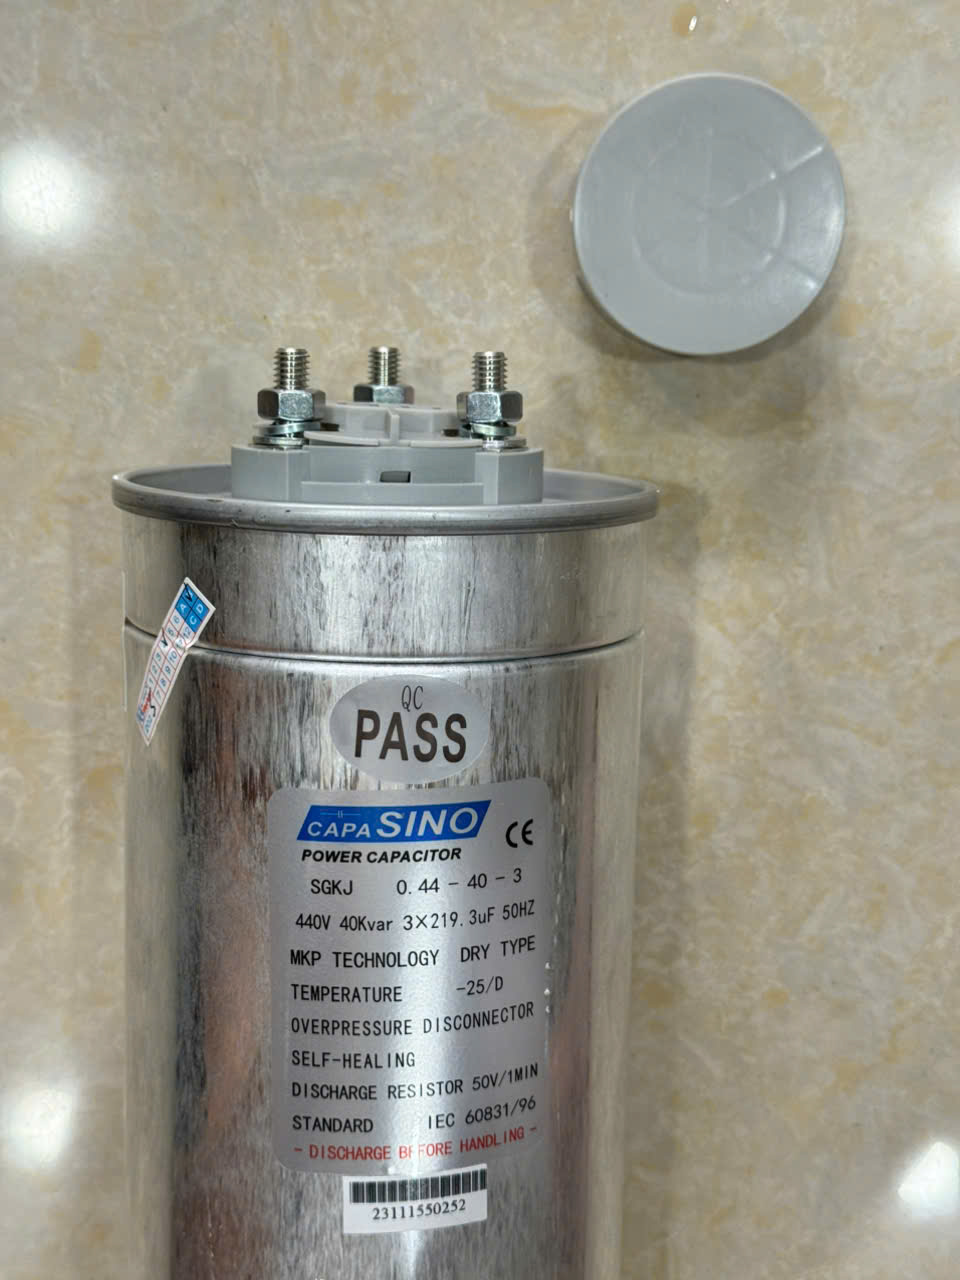 A
D
C
QC
PASS
CAPA SINO
CE
POWER CAPACITOR
SGKJ 0.44-40-3
440V 40Kvar 3×219.3uF 50HZ
MKP TECHNOLOGY DRY TYPE
TEMPERATURE -25/D
OVERPRESSURE DISCONNECTOR
SELF-HEALING
DISCHARGE RESISTOR 50V/1MIN
STANDARD IEC 60831/96
- DISCHARGE BEFORE HANDLING -
23111550252